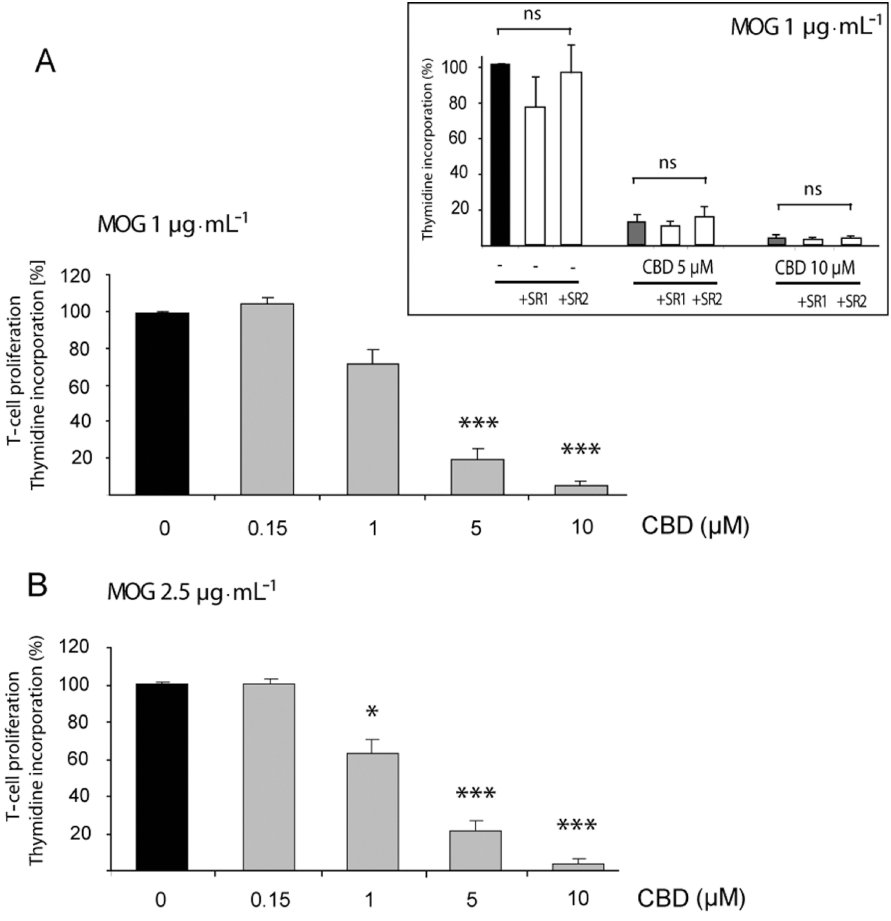 A
MOG 1 µg·mL⁻¹
T-cell proliferation
Thymidine incorporation [%]
120
100
80
60
40
20
0 0.15 1 5 10 CBD (µM)
***
***
MOG 1 µg·mL⁻¹
Thymidine incorporation (%)
100
80
60
40
20
ns
ns
ns
- - - CBD 5 µM CBD 10 µM
+SR1 +SR2 +SR1 +SR2 +SR1 +SR2
B
MOG 2.5 µg·mL⁻¹
T-cell proliferation
Thymidine incorporation (%)
120
100
80
60
40
20
*
***
***
0 0.15 1 5 10 CBD (µM)